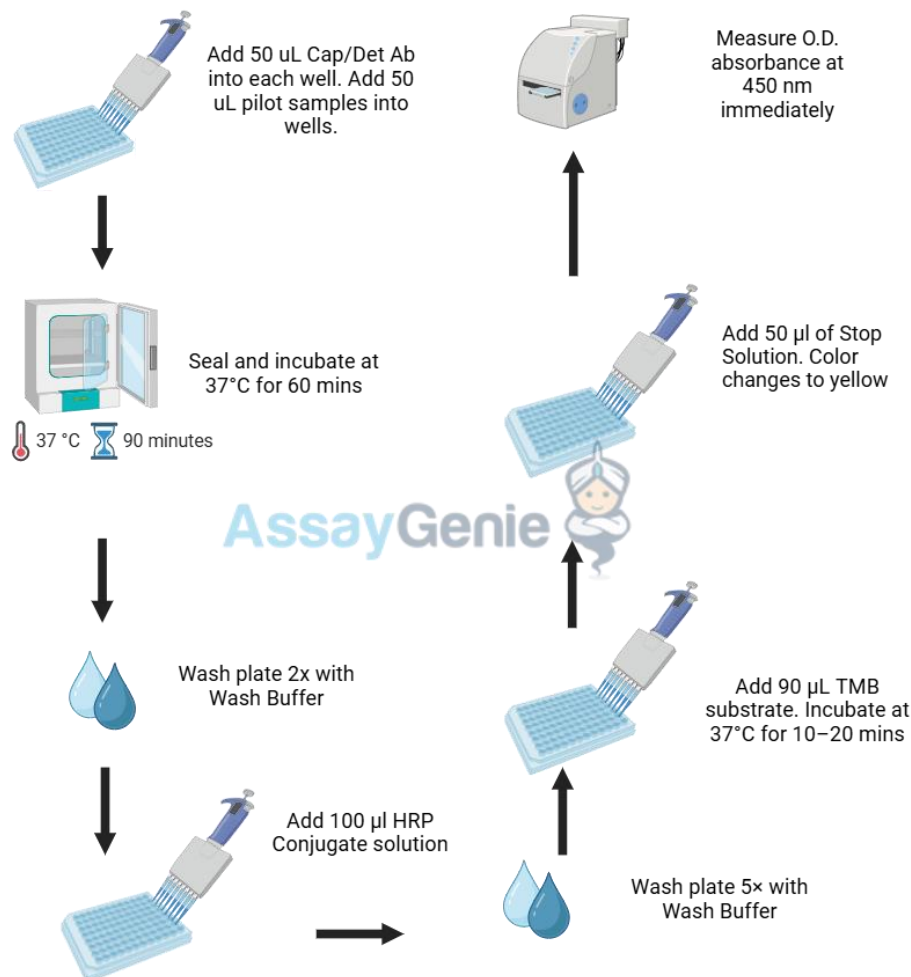 Add 50 uL Cap/Det Ab
into each well. Add 50
uL pilot samples into
wells.
Seal and incubate at
37°C for 60 mins
37 °C
90 minutes
Wash plate 2x with
Wash Buffer
Add 100 µl HRP
Conjugate solution
Wash plate 5× with
Wash Buffer
Add 90 µL TMB
substrate. Incubate at
37°C for 10–20 mins
Add 50 µl of Stop
Solution. Color
changes to yellow
Measure O.D.
absorbance at
450 nm
immediately
AssayGenie